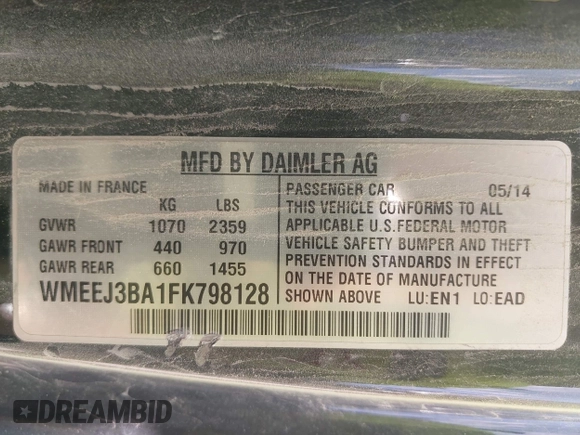 MFD BY DAIMLER AG
MADE IN FRANCE
KG LBS
GVWR 1070 2359
GAWR FRONT 440 970
GAWR REAR 660 1455
WMEEJ3BA1FK798128
PASSENGER CAR 05/14
THIS VEHICLE CONFORMS TO ALL
APPLICABLE U.S.FEDERAL MOTOR
VEHICLE SAFETY BUMPER AND THEFT
PREVENTION STANDARDS IN EFFECT
ON THE DATE OF MANUFACTURE
SHOWN ABOVE LU:EN1 LO:EAD
DREAMBID